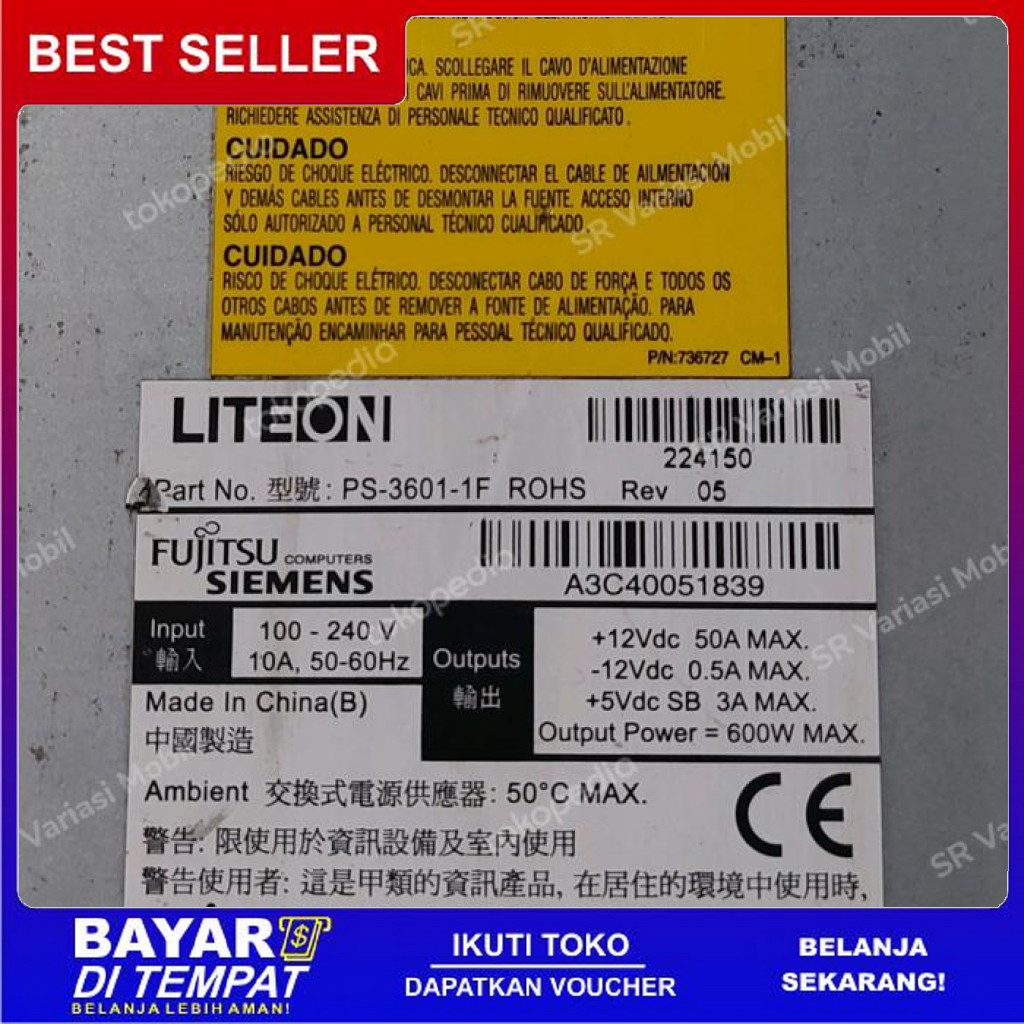 BEST SELLER
CA. SCOLLEGARE IL CAVO D'ALIMENTAZIONE
CAVI PRIMA DI RIMUOVERE SULL'ALIMENTATORE.
RICHIEDERE ASSISTENZA DI PERSONALE TECNICO QUALIFICATO.
CUIDADO
RIESGO DE CHOQUE ELÉCTRICO. DESCONNECTAR EL CABLE DE AILMENTACIÓN
Y DEMÁS CABLES ANTES DE DESMONTAR LA FUENTE. ACCESO INTERNO
SÓLO AUTORIZADO A PERSONAL TÉCNICO CUALIFICADO.
CUIDADO
RISCO DE CHOQUE ELÉTRICO. DESCONECTAR CABO DE FORÇA E TODOS OS
OTROS CABOS ANTES DE REMOVER A FONTE DE ALIMENTAÇÃO. PARA
MANUTENÇÃO ENCAMINHAR PARA PESSOAL TÉCNICO QUALIFICADO.
P/N:736727 CM-1
LITEON
224150
Part No. 型號: PS-3601-1F ROHS Rev 05
FUJITSU COMPUTERS
SIEMENS
A3C40051839
Input 輸入
100 - 240 V
10A, 50-60Hz
Outputs 輸出
+12Vdc 50A MAX.
-12Vdc 0.5A MAX.
+5Vdc SB 3A MAX.
Output Power = 600W MAX.
Made In China(B)
中國製造
Ambient 交換式電源供應器: 50°C MAX.
CE
警告: 限使用於資訊設備及室內使用
警告使用者: 這是甲類的資訊產品, 在居住的環境中使用時,
tokopedia
SR Variasi Mobil
BAYAR
DI TEMPAT
BELANJA LEBIH AMAN!
IKUTI TOKO
DAPATKAN VOUCHER
BELANJA
SEKARANG!